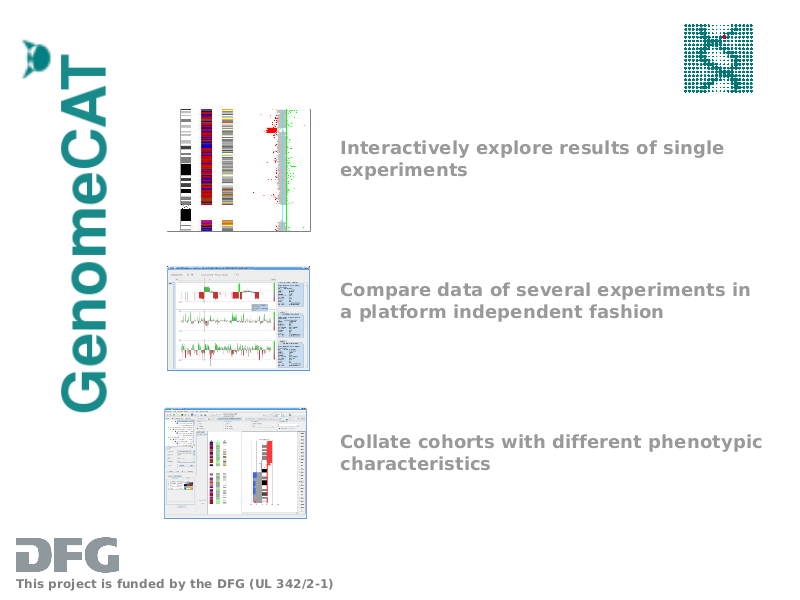 GenomeCAT
Interactively explore results of single
experiments
Compare data of several experiments in
a platform independent fashion
Collate cohorts with different phenotypic
characteristics
DFG
This project is funded by the DFG (UL 342/2-1)